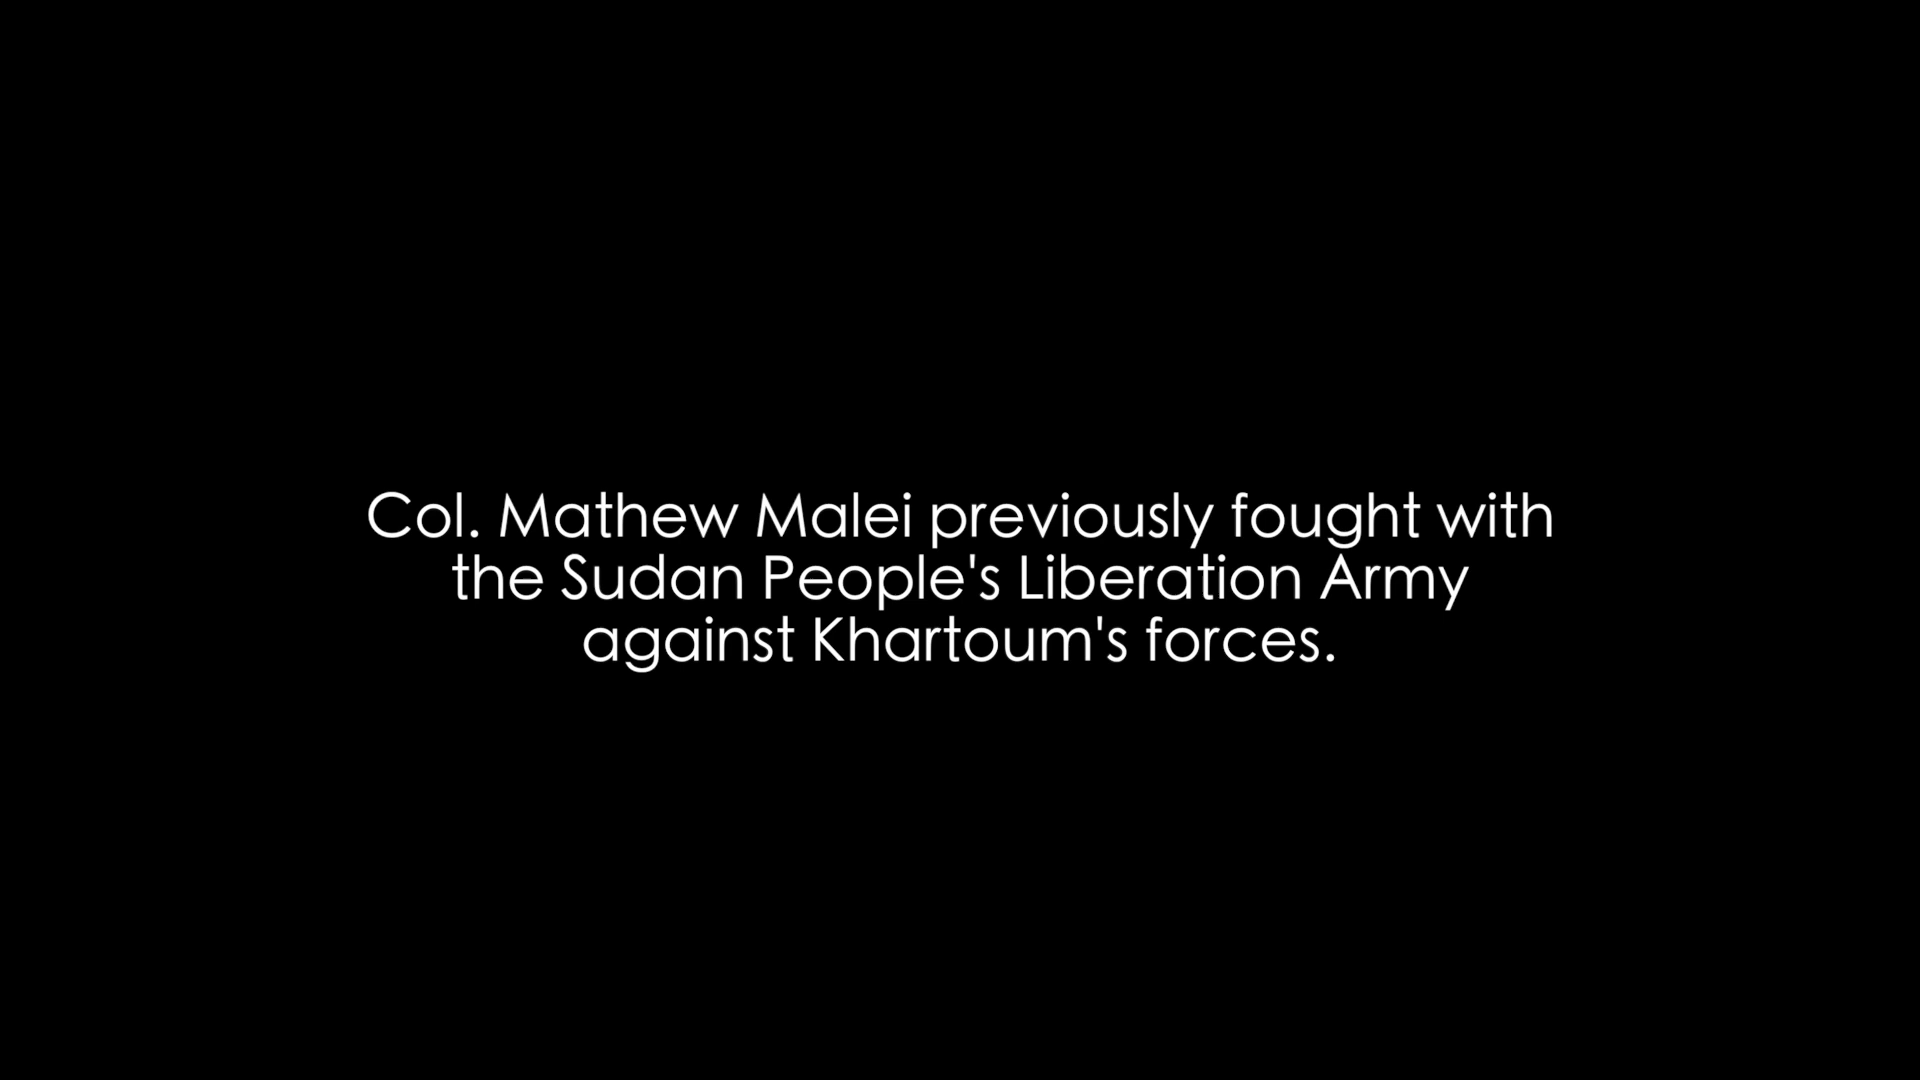 Col. Mathew Malei previously fought with
the Sudan People's Liberation Army
against Khartoum's forces.